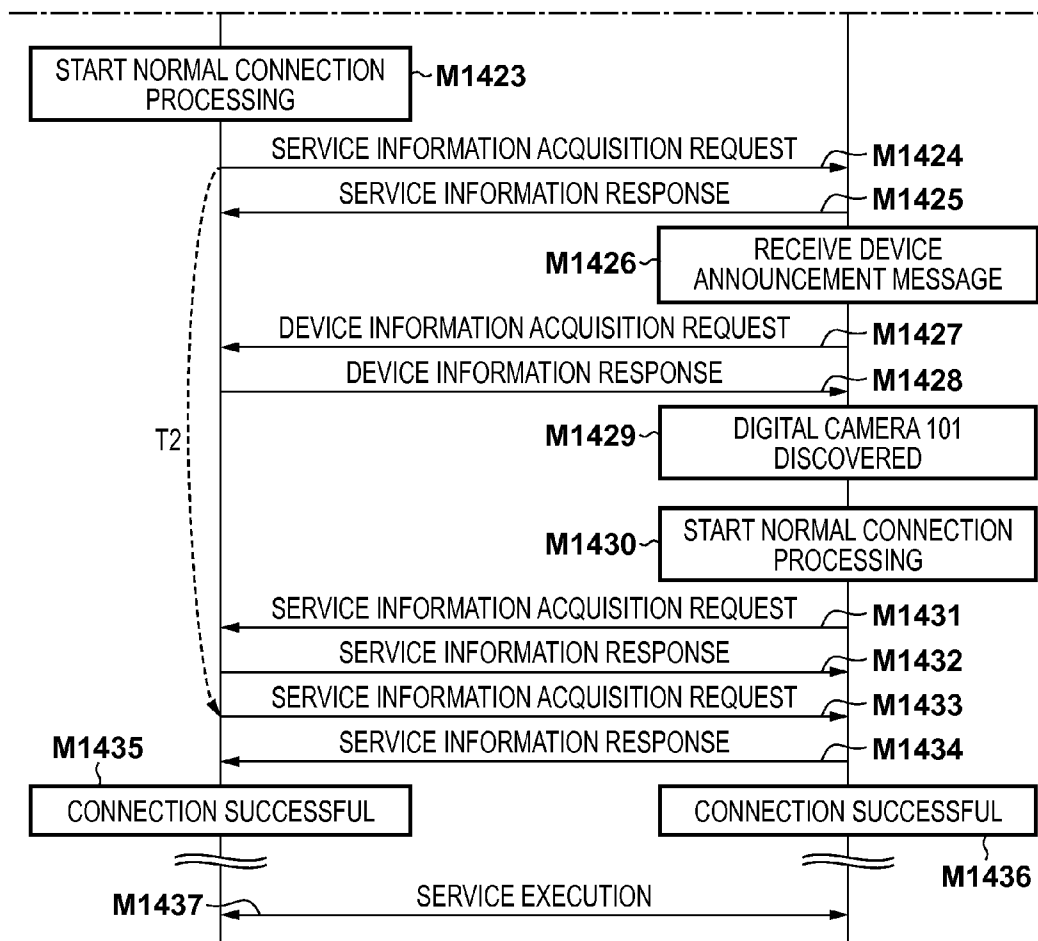 START NORMAL CONNECTION
PROCESSING
M1423
SERVICE INFORMATION ACQUISITION REQUEST
M1424
SERVICE INFORMATION RESPONSE
M1425
M1426
RECEIVE DEVICE
ANNOUNCEMENT MESSAGE
DEVICE INFORMATION ACQUISITION REQUEST
M1427
DEVICE INFORMATION RESPONSE
M1428
T2
M1429
DIGITAL CAMERA 101
DISCOVERED
M1430
START NORMAL CONNECTION
PROCESSING
SERVICE INFORMATION ACQUISITION REQUEST
M1431
SERVICE INFORMATION RESPONSE
M1432
SERVICE INFORMATION ACQUISITION REQUEST
M1433
SERVICE INFORMATION RESPONSE
M1434
M1435
CONNECTION SUCCESSFUL
CONNECTION SUCCESSFUL
M1436
SERVICE EXECUTION
M1437